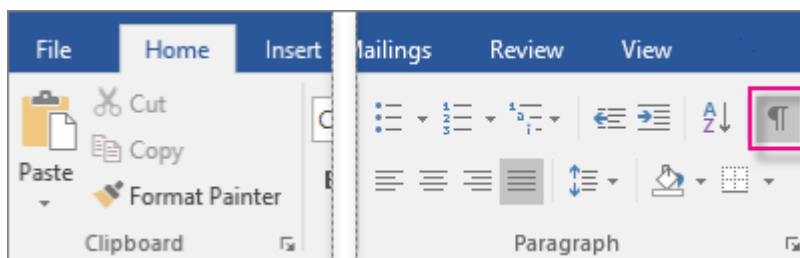 File Home Insert Mailings Review View
Cut
Copy
Paste
Format Painter
Clipboard
Paragraph
A
Z
¶